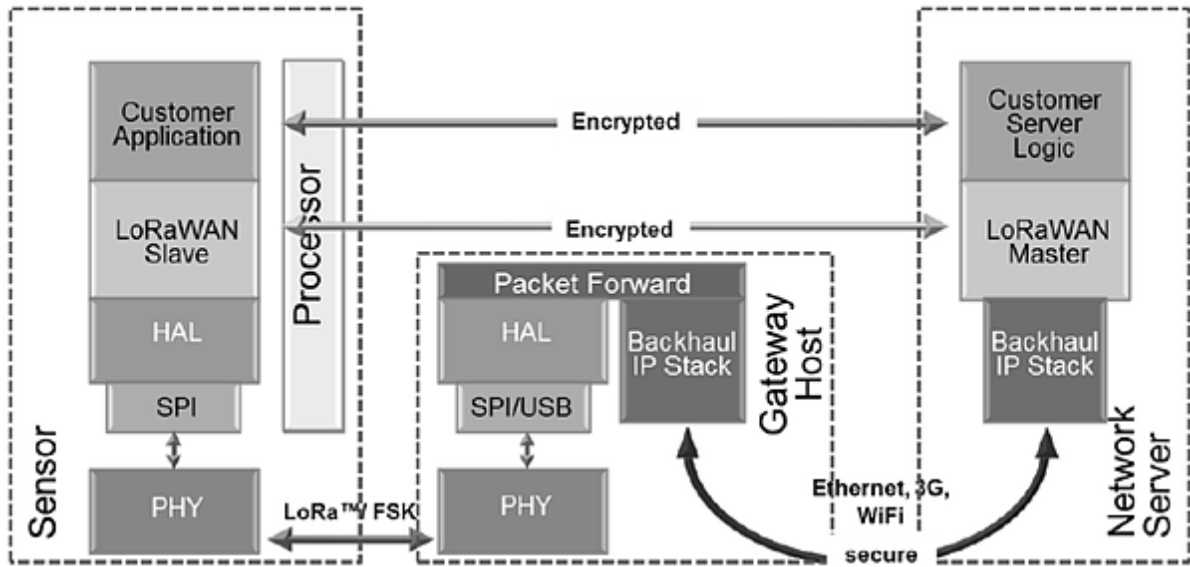 Customer
Application
LoRaWAN
Slave
HAL
SPI
PHY
Processor
Sensor
Encrypted
Encrypted
LoRa™/ FSK
Packet Forward
HAL
SPI/USB
PHY
Backhaul
IP Stack
Gateway
Host
Ethernet, 3G,
WiFi
secure
Customer
Server
Logic
LoRaWAN
Master
Backhaul
IP Stack
Network
Server